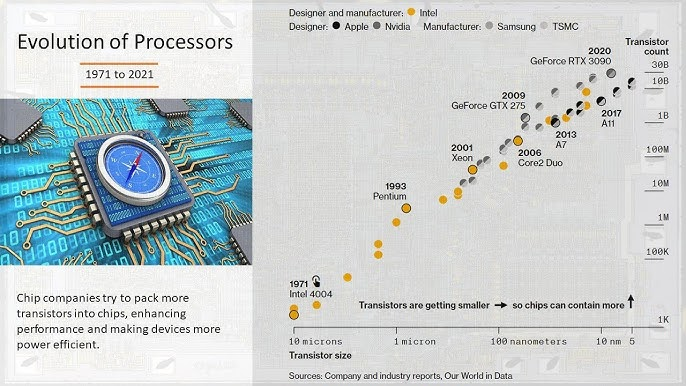 Evolution of Processors
1971 to 2021
Chip companies try to pack more
transistors into chips, enhancing
performance and making devices more
power efficient.
Designer and manufacturer: Intel
Designer: Apple Nvidia Manufacturer: Samsung TSMC
Transistor
count
30B
10B
1B
100M
10M
1M
100K
1K
2020
GeForce RTX 3090
2009
GeForce GTX 275
2017
A11
2013
A7
2001
Xeon
2006
Core2 Duo
1993
Pentium
1971
Intel 4004
Transistors are getting smaller → so chips can contain more ↑
10 microns 1 micron 100 nanometers 10 nm 5
Transistor size
Sources: Company and industry reports, Our World in Data